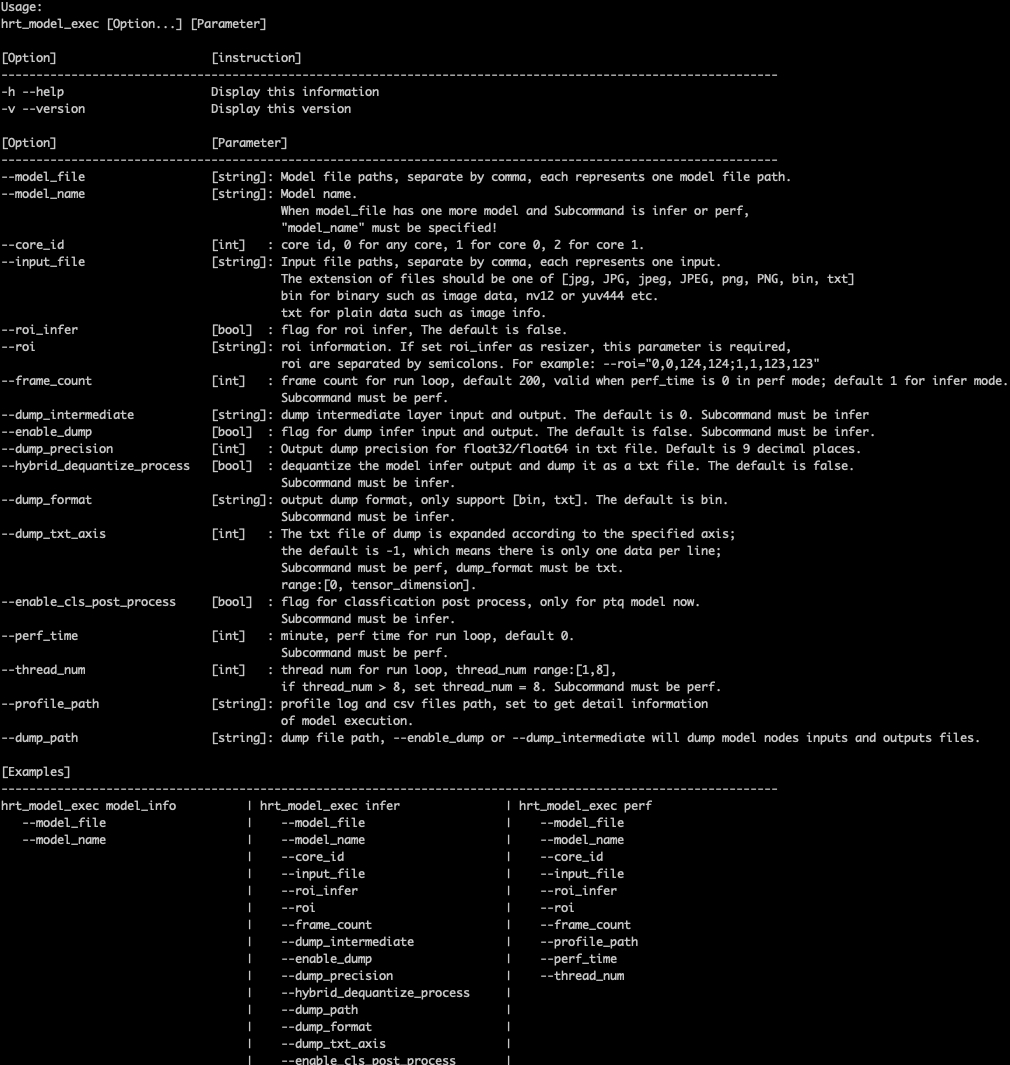 Usage:
hrt_model_exec [Option...] [Parameter]
[Option]                      [instruction]
---------------------------------------------------------------------------------------------------------------
-h --help                     Display this information
-v --version                  Display this version
[Option]                      [Parameter]
---------------------------------------------------------------------------------------------------------------
--model_file                  [string]: Model file paths, separate by comma, each represents one model file path.
--model_name                  [string]: Model name.
                                        When model_file has one more model and Subcommand is infer or perf,
                                        "model_name" must be specified!
--core_id                     [int]   : core id, 0 for any core, 1 for core 0, 2 for core 1.
--input_file                  [string]: Input file paths, separate by comma, each represents one input.
                                        The extension of files should be one of [jpg, JPG, jpeg, JPEG, png, PNG, bin, txt]
                                        bin for binary such as image data, nv12 or yuv444 etc.
                                        txt for plain data such as image info.
--roi_infer                   [bool]  : flag for roi infer, The default is false.
--roi                         [string]: roi information. If set roi_infer as resizer, this parameter is required,
                                        roi are separated by semicolons. For example: --roi="0,0,124,124;1,1,123,123"
--frame_count                 [int]   : frame count for run loop, default 200, valid when perf_time is 0 in perf mode; default 1 for infer mode.
                                        Subcommand must be perf.
--dump_intermediate           [string]: dump intermediate layer input and output. The default is 0. Subcommand must be infer
--enable_dump                 [bool]  : flag for dump infer input and output. The default is false. Subcommand must be infer.
--dump_precision              [int]   : Output dump precision for float32/float64 in txt file. Default is 9 decimal places.
--hybrid_dequantize_process   [bool]  : dequantize the model infer output and dump it as a txt file. The default is false.
                                        Subcommand must be infer.
--dump_format                 [string]: output dump format, only support [bin, txt]. The default is bin.
                                        Subcommand must be infer.
--dump_txt_axis               [int]   : The txt file of dump is expanded according to the specified axis;
                                        the default is -1, which means there is only one data per line;
                                        Subcommand must be perf, dump_format must be txt.
                                        range:[0, tensor_dimension].
--enable_cls_post_process     [bool]  : flag for classfication post process, only for ptq model now.
                                        Subcommand must be infer.
--perf_time                   [int]   : minute, perf time for run loop, default 0.
                                        Subcommand must be perf.
--thread_num                  [int]   : thread num for run loop, thread_num range:[1,8],
                                        if thread_num > 8, set thread_num = 8. Subcommand must be perf.
--profile_path                [string]: profile log and csv files path, set to get detail information
                                        of model execution.
--dump_path                   [string]: dump file path, --enable_dump or --dump_intermediate will dump model nodes inputs and outputs files.
[Examples]
---------------------------------------------------------------------------------------------------------------
hrt_model_exec model_info          | hrt_model_exec infer               | hrt_model_exec perf
   --model_file                    |    --model_file                    |    --model_file
   --model_name                    |    --model_name                    |    --model_name
                                   |    --core_id                       |    --core_id
                                   |    --input_file                    |    --input_file
                                   |    --roi_infer                     |    --roi_infer
                                   |    --roi                           |    --roi
                                   |    --frame_count                   |    --frame_count
                                   |    --dump_intermediate             |    --profile_path
                                   |    --enable_dump                   |    --perf_time
                                   |    --dump_precision                |    --thread_num
                                   |    --hybrid_dequantize_process     |
                                   |    --dump_path                     |
                                   |    --dump_format                   |
                                   |    --dump_txt_axis                 |
                                   |    --enable_cls_post_process       |